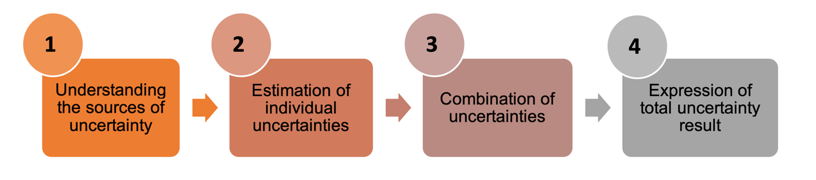 1
Understanding
the sources of
uncertainty
2
Estimation of
individual
uncertainties
3
Combination of
uncertainties
4
Expression of
total uncertainty
result